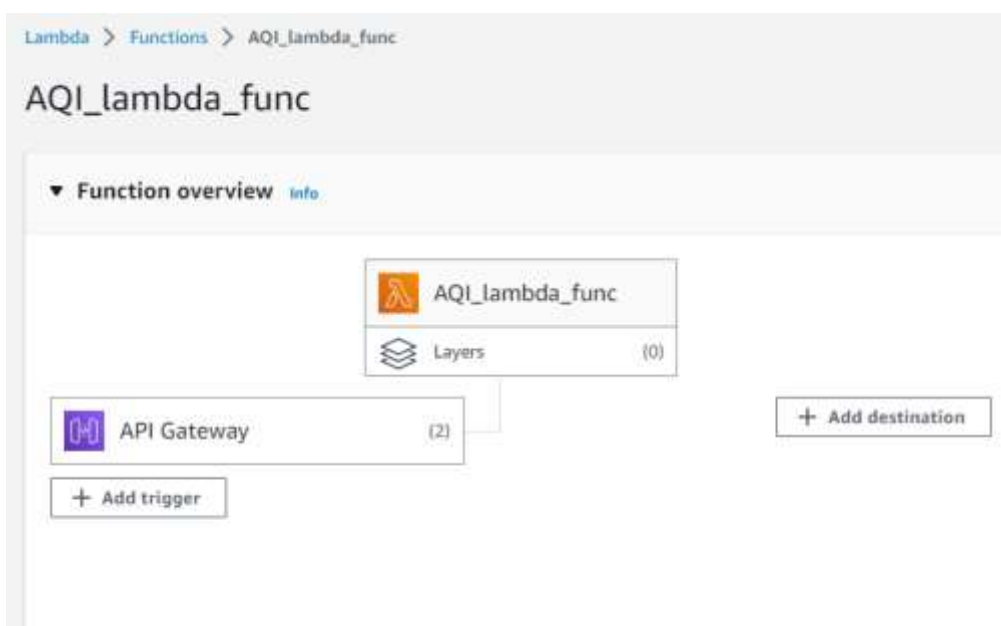 Lambda > Functions > AQI_lambda_func
AQI_lambda_func
▼ Function overview Info
AQI_lambda_func
Layers (0)
API Gateway (2)
+ Add destination
+ Add trigger